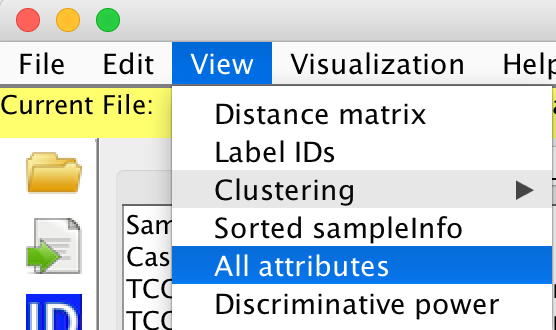 File Edit View Visualization Help
Current File:
Distance matrix
Label IDs
Clustering
Sorted sampleInfo
All attributes
Discriminative power
Sam
Cas
TCC
TCC
ID